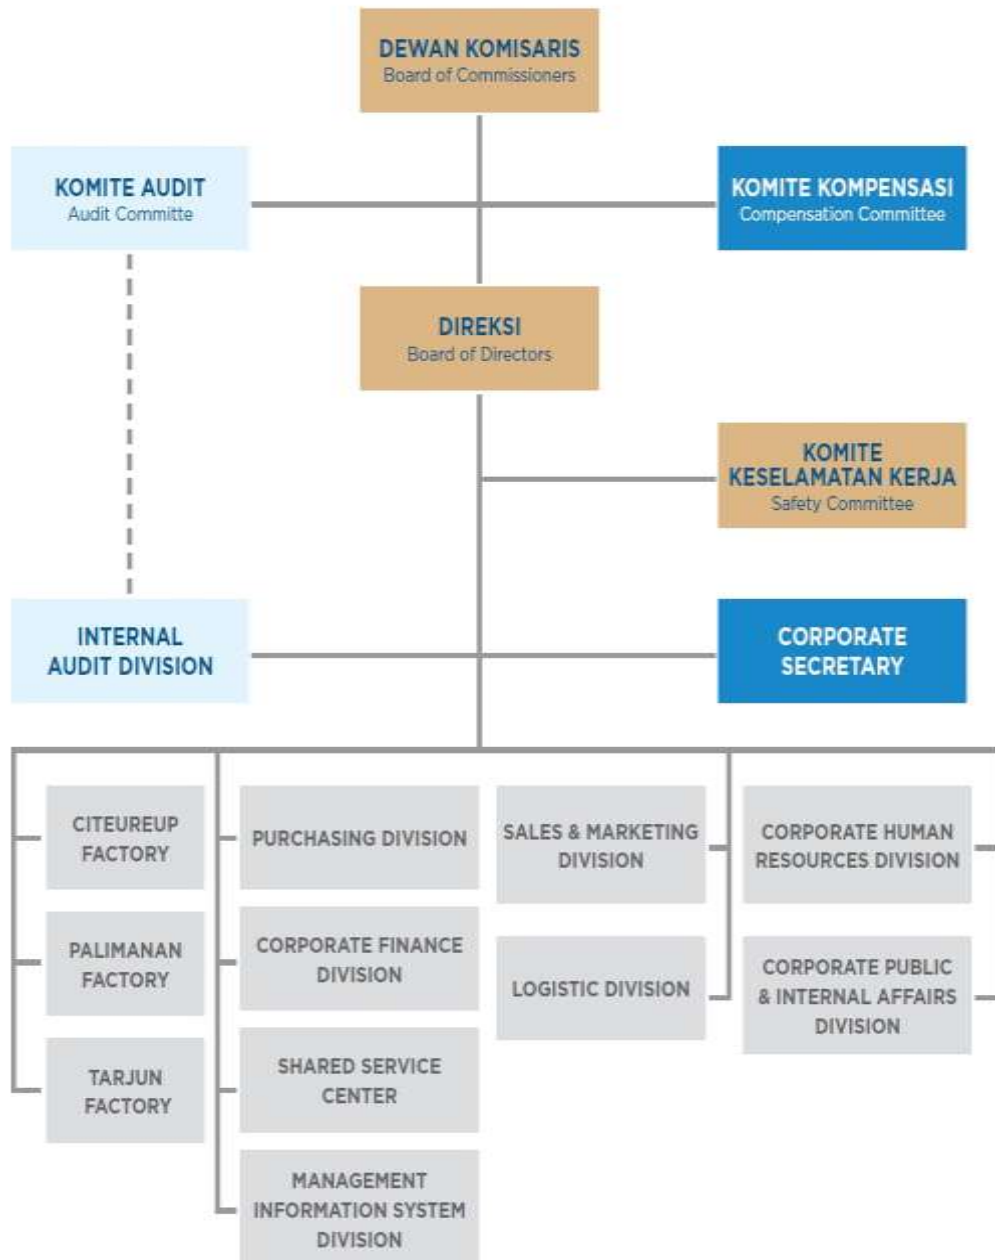 DEWAN KOMISARIS
Board of Commissioners
KOMITE AUDIT
Audit Committe
KOMITE KOMPENSASI
Compensation Committee
DIREKSI
Board of Directors
KOMITE
KESELAMATAN KERJA
Safety Committee
INTERNAL
AUDIT DIVISION
CORPORATE
SECRETARY
CITEUREUP
FACTORY
PALIMANAN
FACTORY
TARJUN
FACTORY
PURCHASING DIVISION
CORPORATE FINANCE
DIVISION
SHARED SERVICE
CENTER
MANAGEMENT
INFORMATION SYSTEM
DIVISION
SALES & MARKETING
DIVISION
LOGISTIC DIVISION
CORPORATE HUMAN
RESOURCES DIVISION
CORPORATE PUBLIC
& INTERNAL AFFAIRS
DIVISION